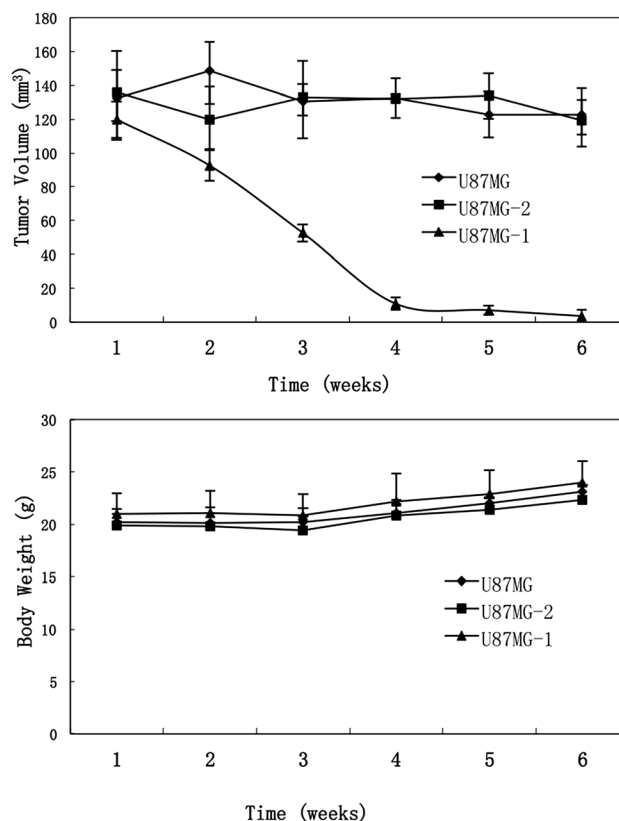 180
160
140
120
100
80
60
40
20
0
Tumor Volume (mm³)
U87MG
U87MG-2
U87MG-1
1 2 3 4 5 6
Time (weeks)
30
25
20
15
10
5
0
Body Weight (g)
U87MG
U87MG-2
U87MG-1
1 2 3 4 5 6
Time (weeks)